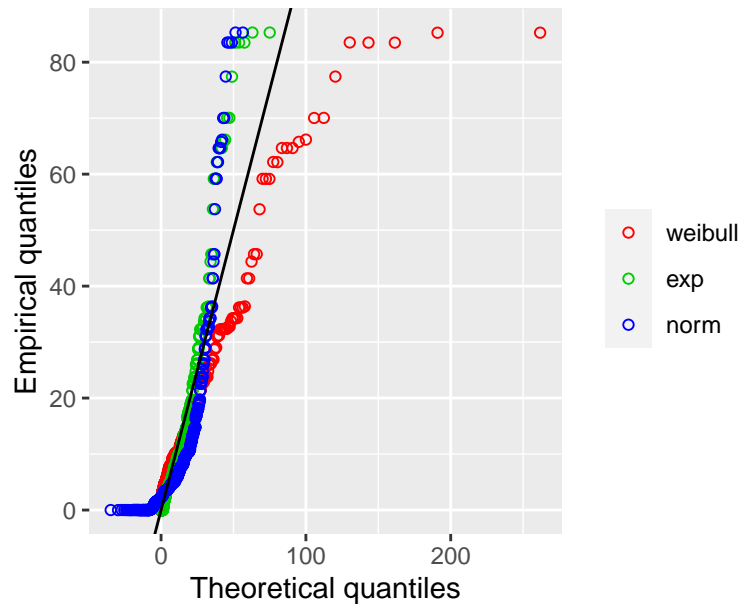 80
60
40
20
0
Empirical quantiles
0 100 200
Theoretical quantiles
weibull
exp
norm